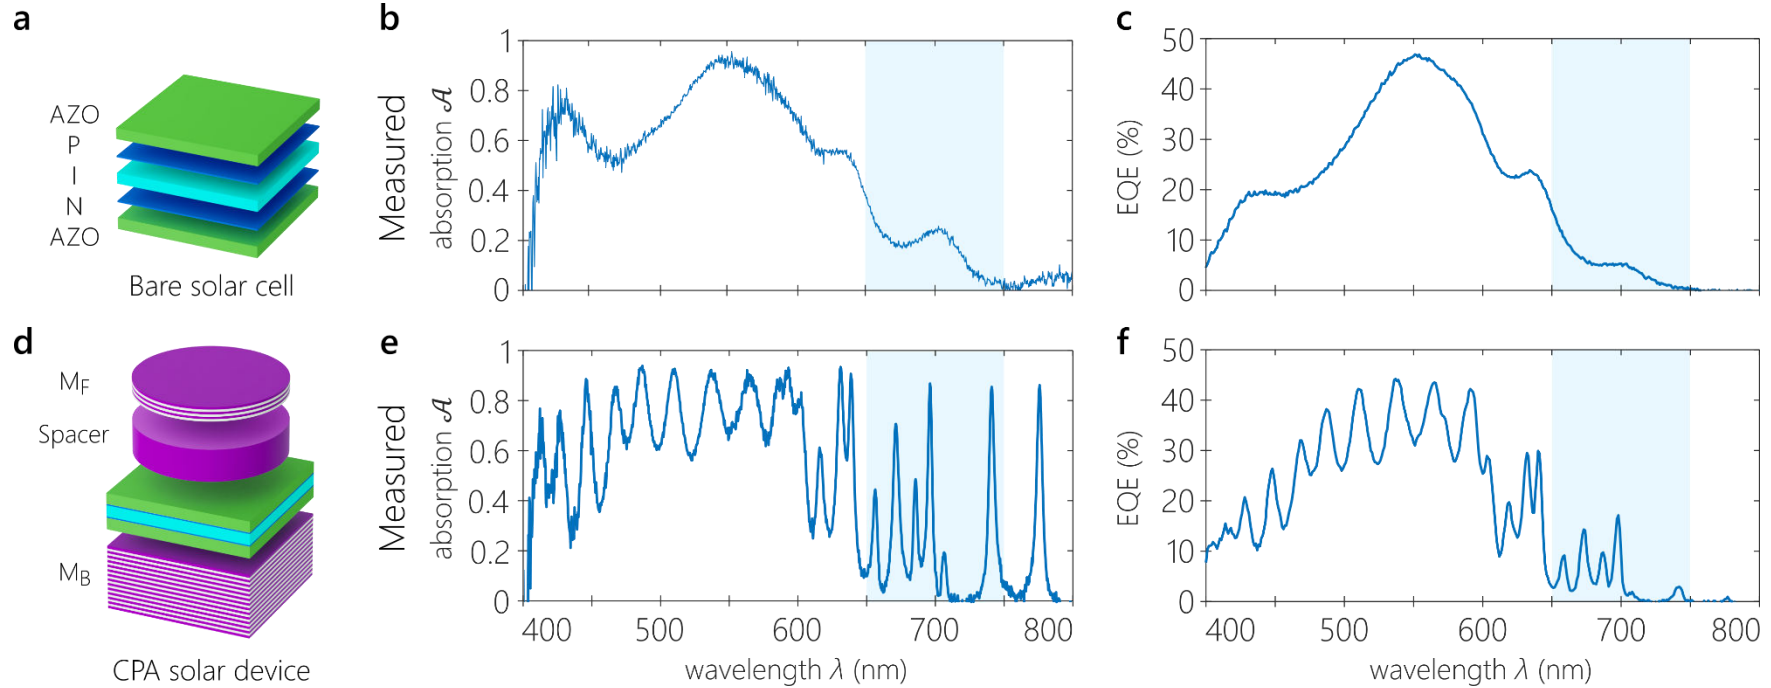 a
AZO
P
I
N
AZO
Bare solar cell
b
Measured
absorption 𝒜
1
0.8
0.6
0.4
0.2
0
c
EQE (%)
50
40
30
20
10
0
d
M_F
Spacer
M_B
CPA solar device
e
Measured
absorption 𝒜
1
0.8
0.6
0.4
0.2
0
400 500 600 700
wavelength λ (nm)
f
EQE (%)
50
40
30
20
10
0
400 500 600 700 800
wavelength λ (nm)